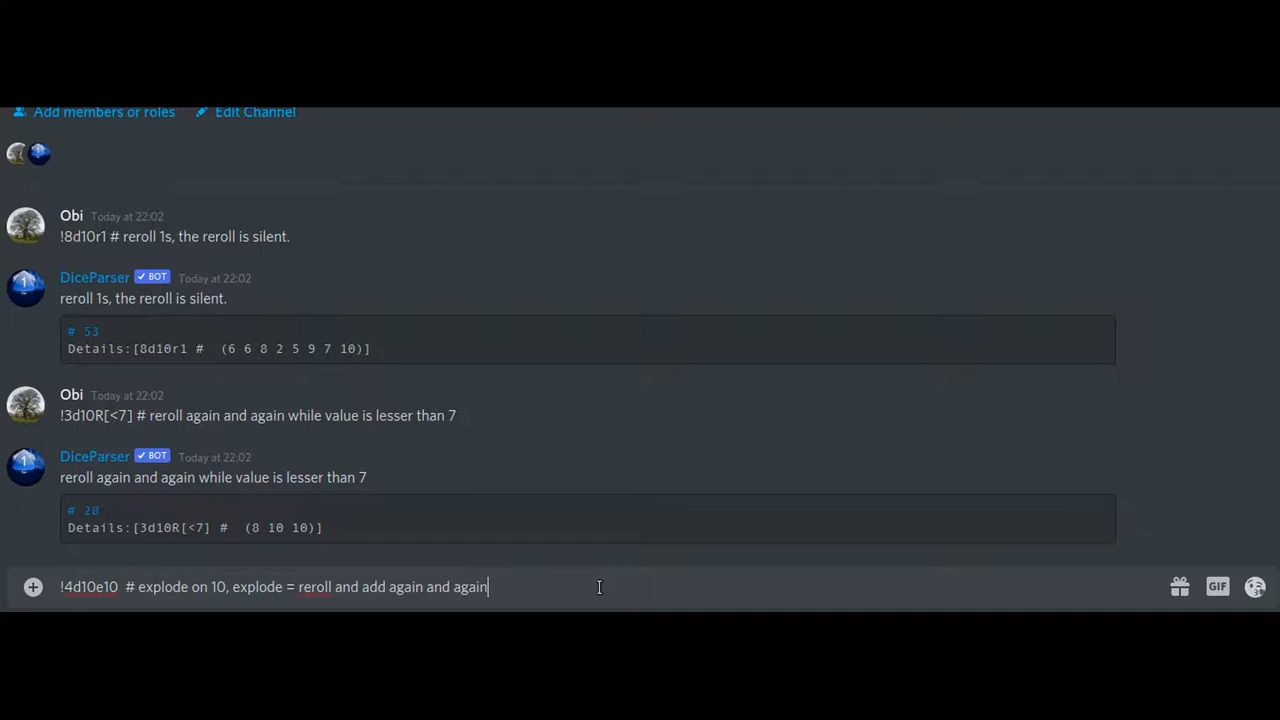 Add members or roles Edit Channel
Obi Today at 22:02
!8d10r1 # reroll 1s, the reroll is silent.
DiceParser BOT Today at 22:02
reroll 1s, the reroll is silent.
# 53
Details:[8d10r1 #  (6 6 8 2 5 9 7 10)]
Obi Today at 22:02
!3d10R[<7] # reroll again and again while value is lesser than 7
DiceParser BOT Today at 22:02
reroll again and again while value is lesser than 7
# 28
Details:[3d10R[<7] #  (8 10 10)]
!4d10e10  # explode on 10, explode = reroll and add again and again
GIF